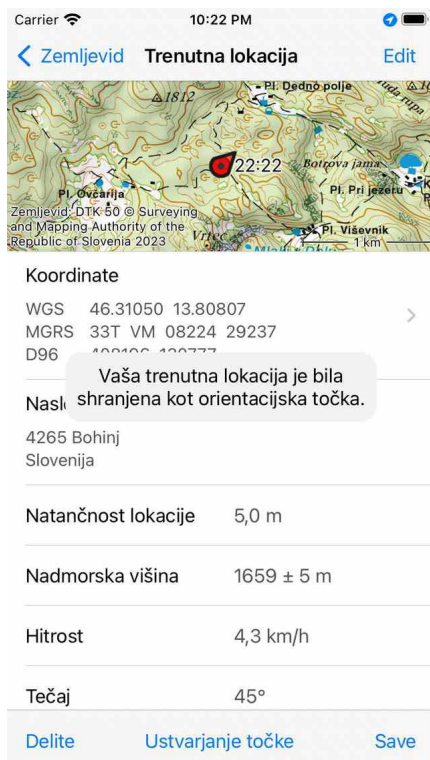 Carrier 10:22 PM
Zemljevid Trenutna lokacija Edit
Pl. Dedno polje
1812
22:22
Botrova jama
Pl. Ovčarija
Pl. Pri jezeru
Zemljevid: DTK 50 © Surveying
and Mapping Authority of the
Republic of Slovenia 2023
Pl. Viševnik
1 km
Koordinate
WGS 46.31050 13.80807
MGRS 33T VM 08224 29237
D96
Vaša trenutna lokacija je bila
shranjena kot orientacijska točka.
4265 Bohinj
Slovenija
Natančnost lokacije 5,0 m
Nadmorska višina 1659 ± 5 m
Hitrost 4,3 km/h
Tečaj 45°
Delite Ustvarjanje točke Save